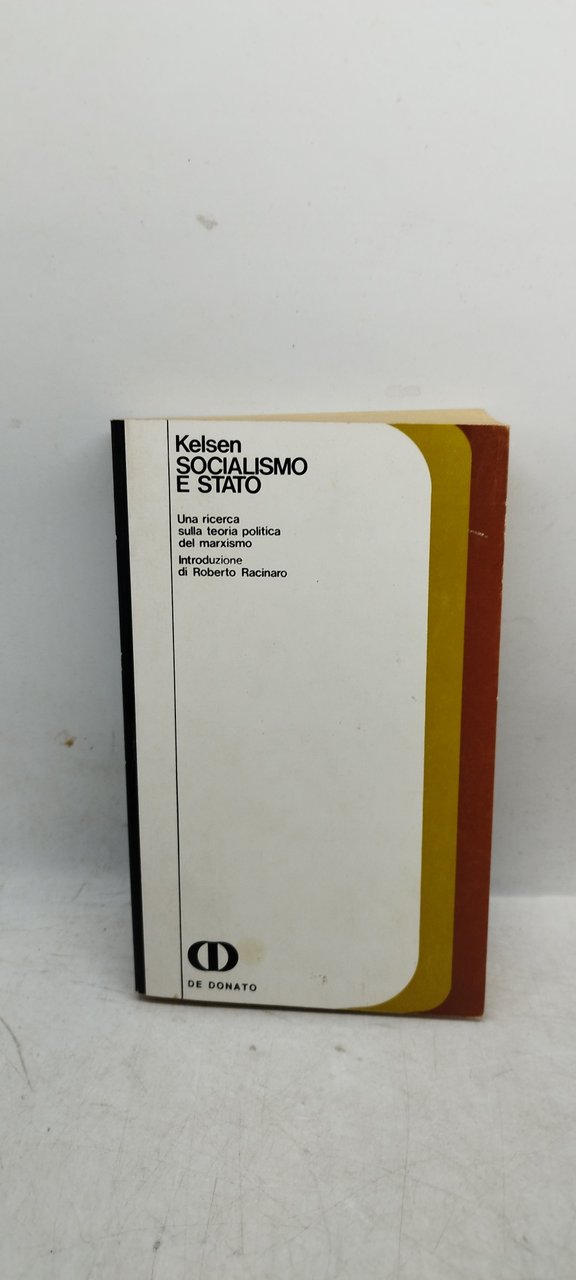 Kelsen
SOCIALISMO
E STATO
Una ricerca
sulla teoria politica
del marxismo
Introduzione
di Roberto Racinaro
DE DONATO